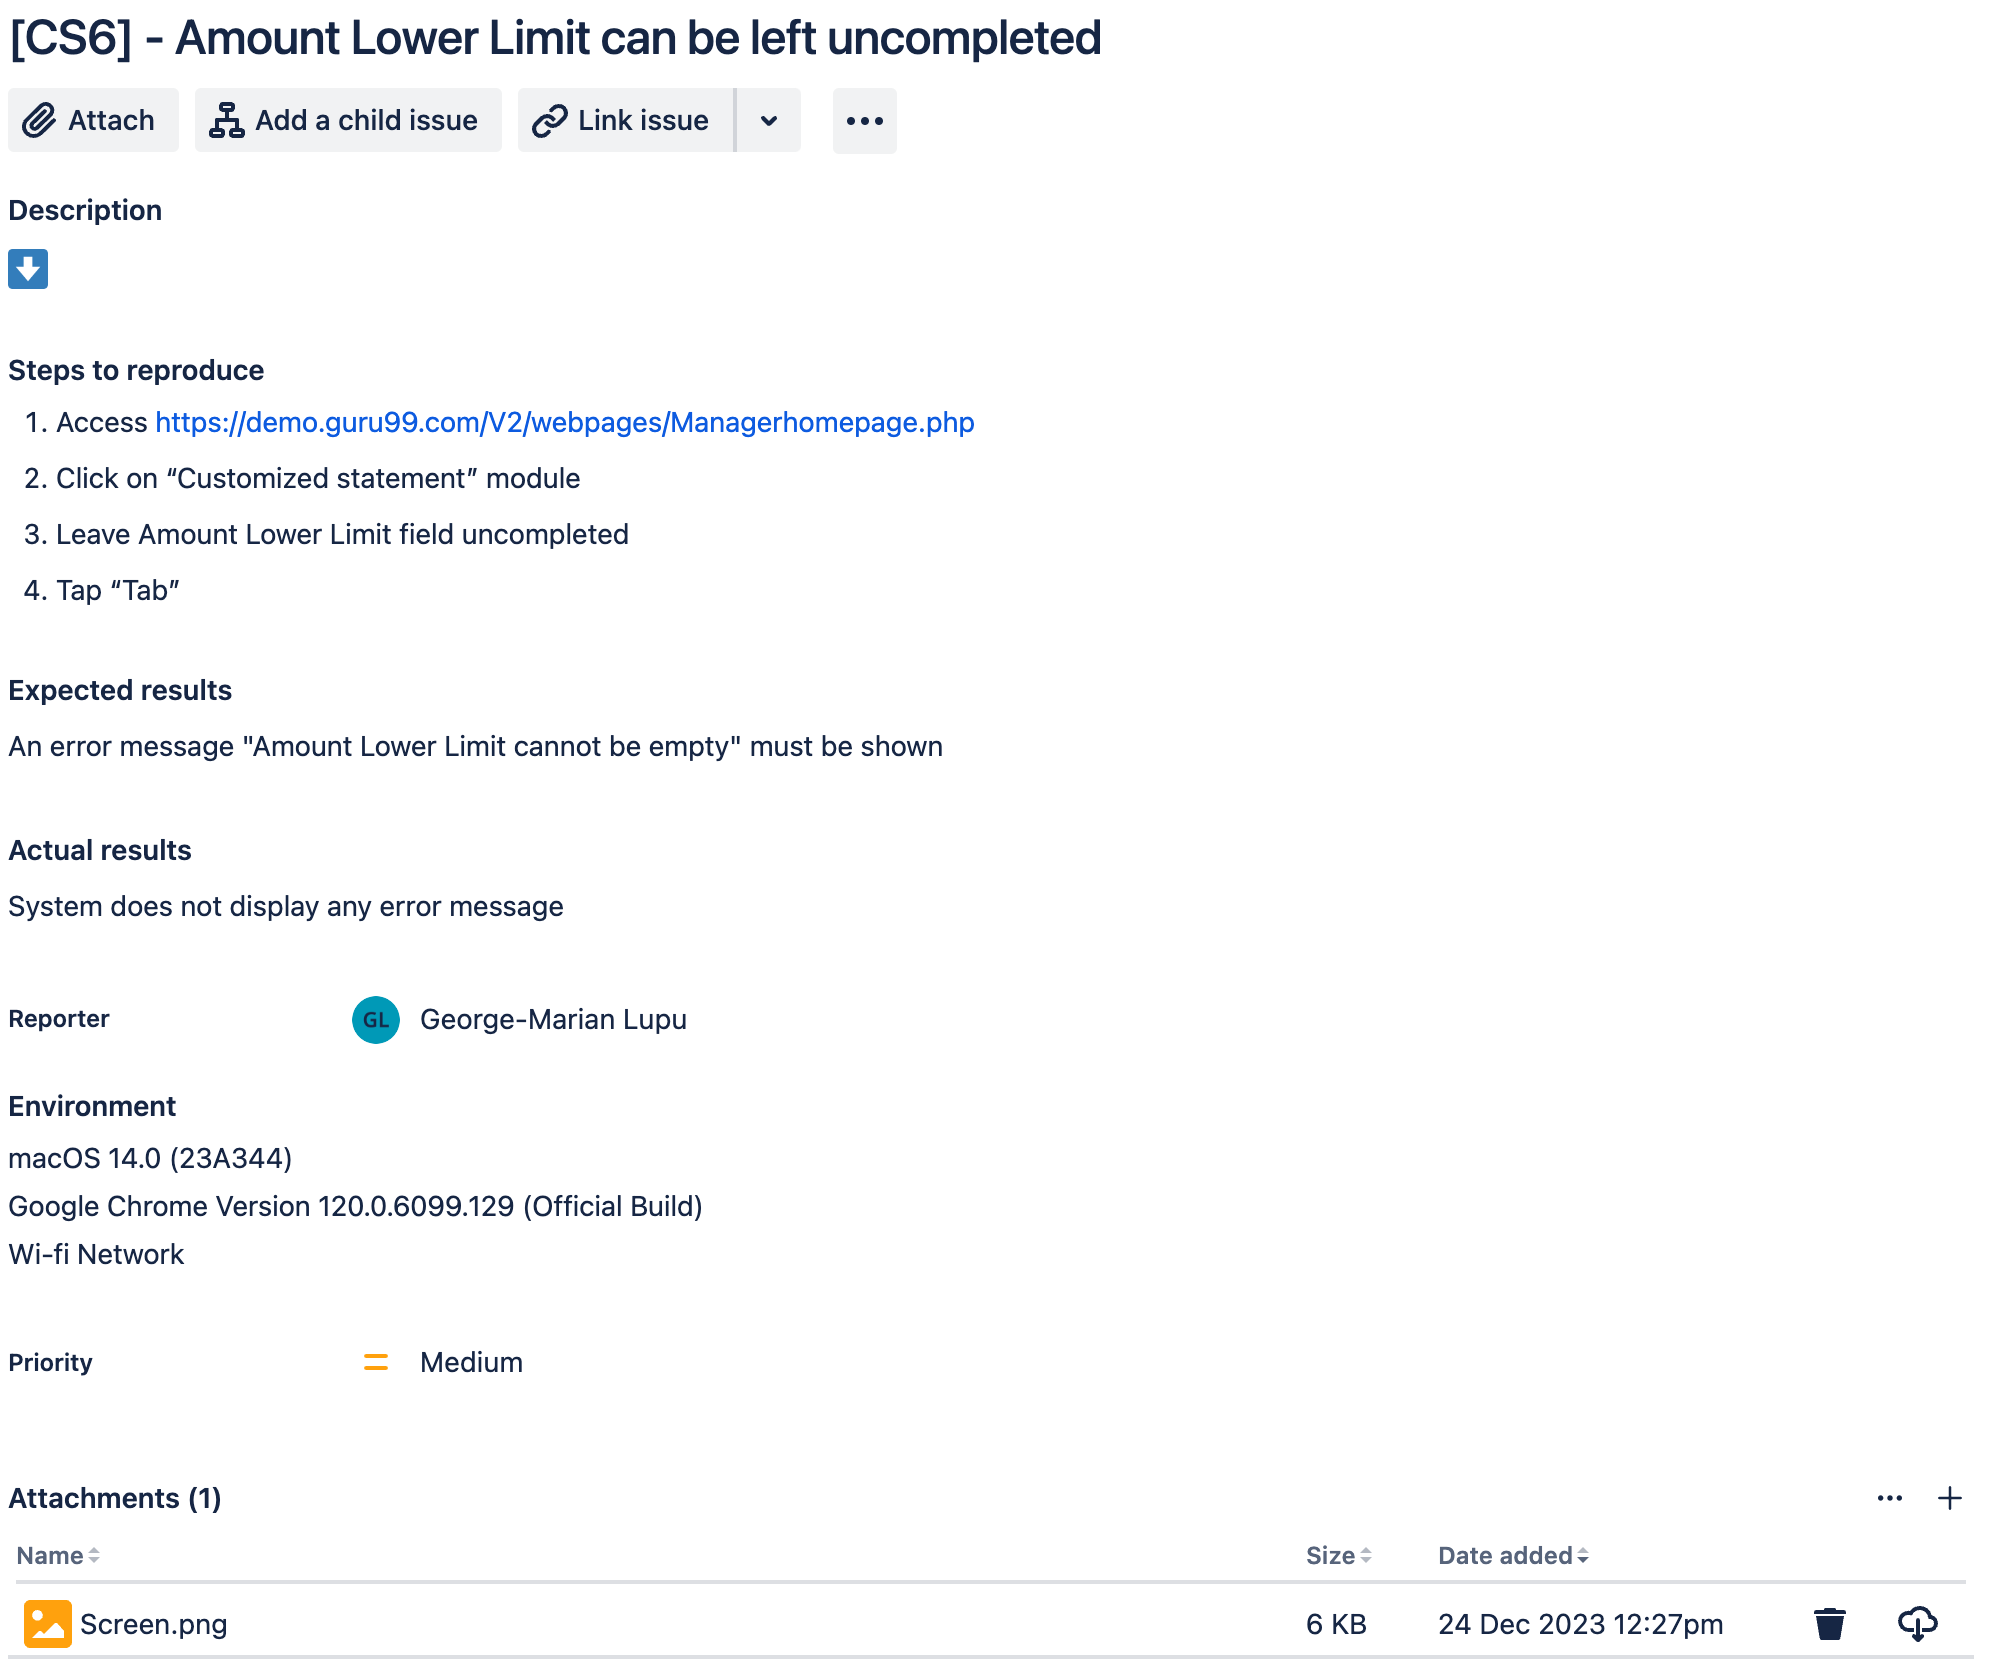 [CS6] - Amount Lower Limit can be left uncompleted
Attach
Add a child issue
Link issue
Description
Steps to reproduce
1. Access https://demo.guru99.com/V2/webpages/Managerhomepage.php
2. Click on “Customized statement” module
3. Leave Amount Lower Limit field uncompleted
4. Tap “Tab”
Expected results
An error message "Amount Lower Limit cannot be empty" must be shown
Actual results
System does not display any error message
Reporter GL George-Marian Lupu
Environment
macOS 14.0 (23A344)
Google Chrome Version 120.0.6099.129 (Official Build)
Wi-fi Network
Priority Medium
Attachments (1)
Name Size Date added
Screen.png 6 KB 24 Dec 2023 12:27pm